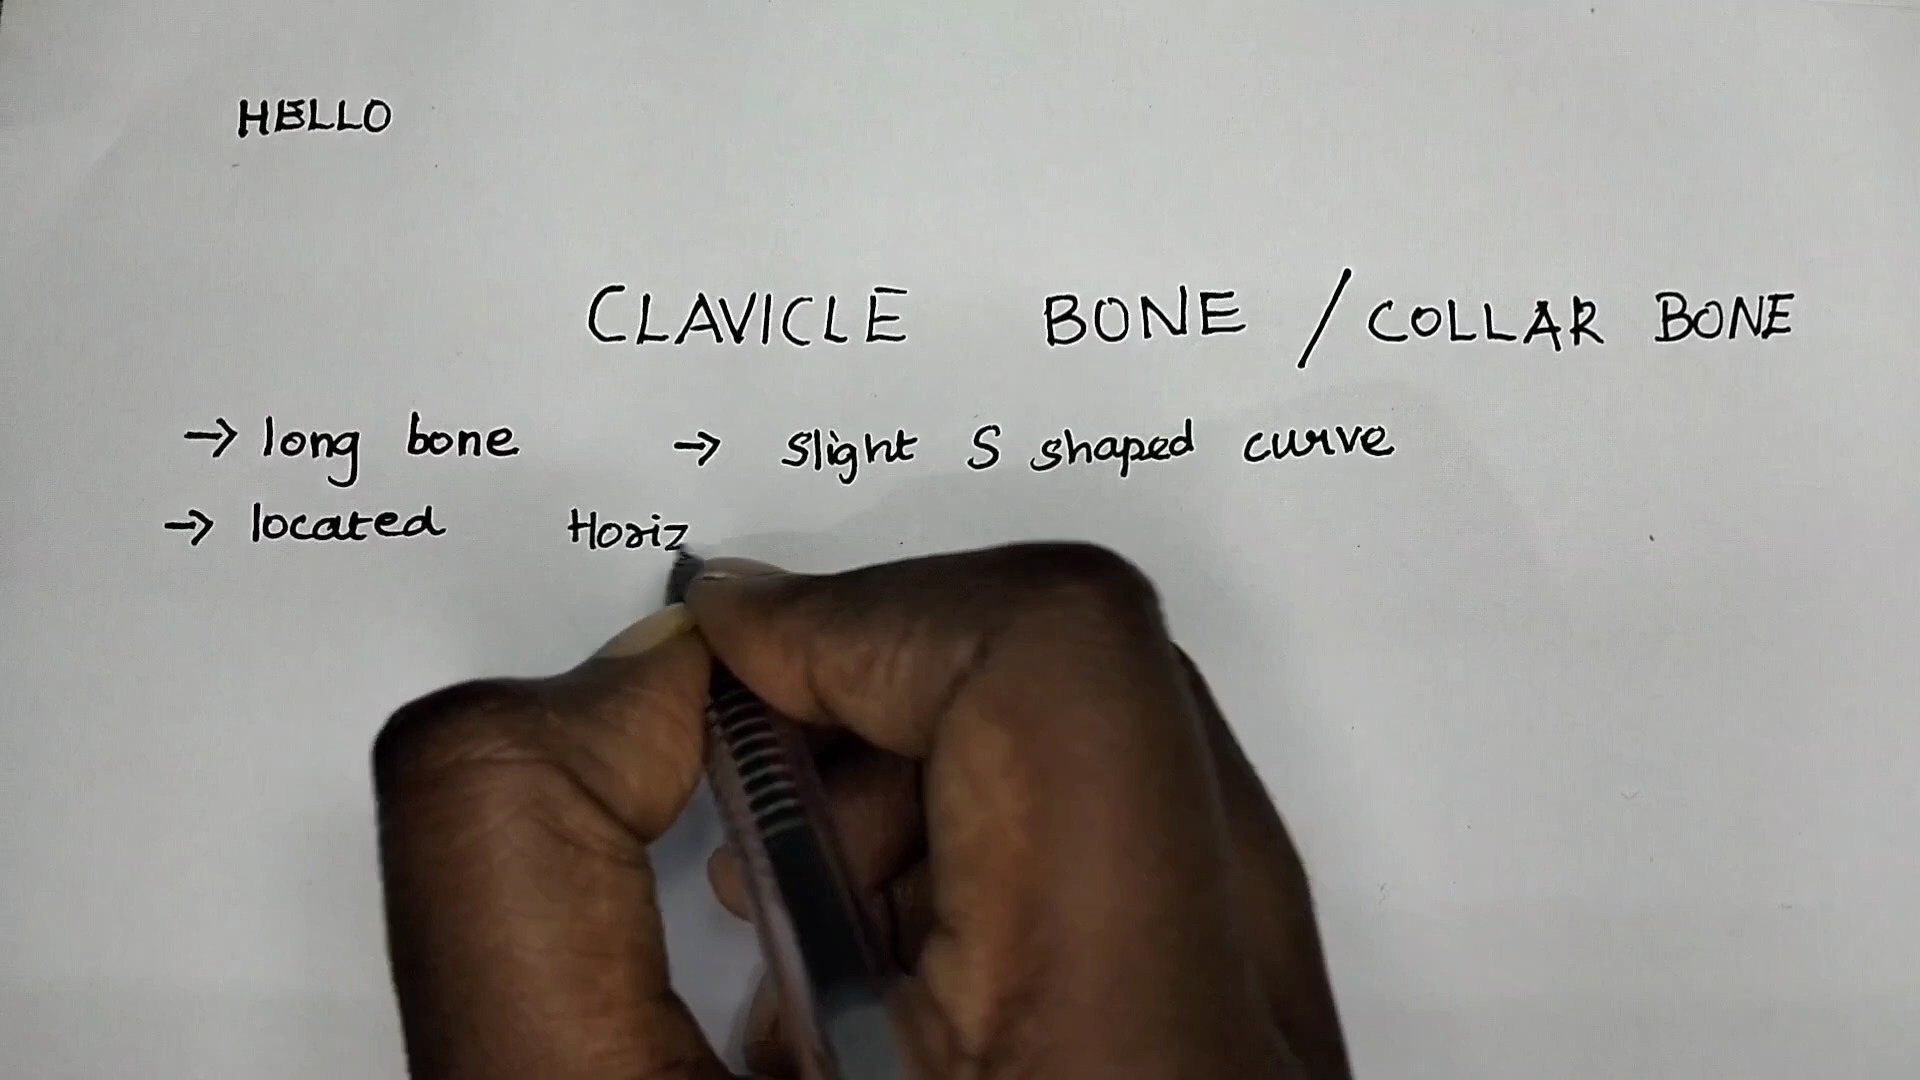 HELLO
CLAVICLE BONE / COLLAR BONE
→ long bone → Slight S shaped curve
→ located Horiz